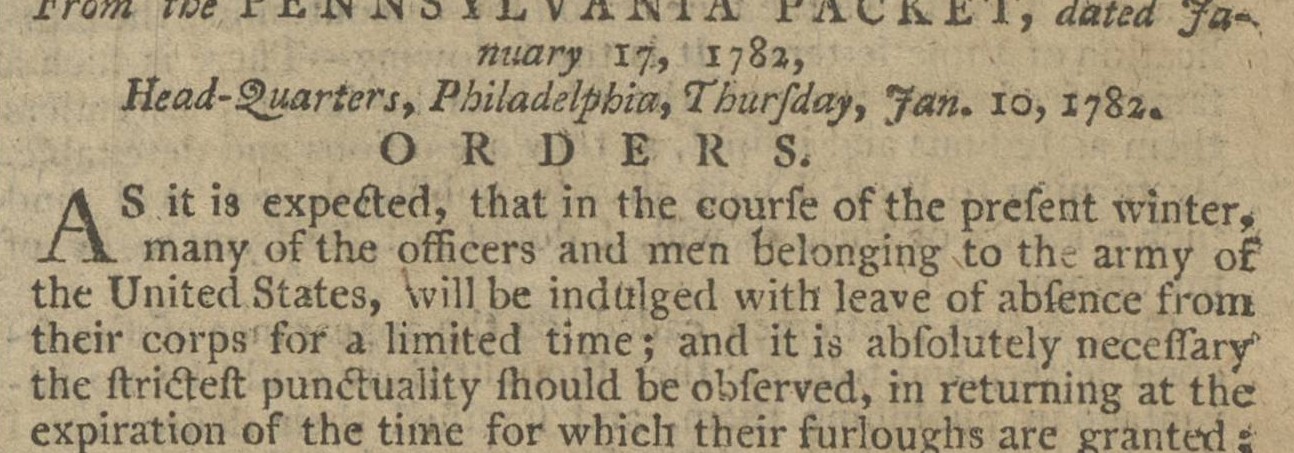 From the PENNSYLVANIA PACKET, dated Ja-
nuary 17, 1782,
Head-Quarters, Philadelphia, Thurſday, Jan. 10, 1782.
ORDERS.
AS it is expected, that in the courſe of the preſent winter,
many of the officers and men belonging to the army of
the United States, will be indulged with leave of abſence from
their corps for a limited time; and it is abſolutely neceſſary
the ſtricteſt punctuality ſhould be obſerved, in returning at the
expiration of the time for which their furloughs are granted;